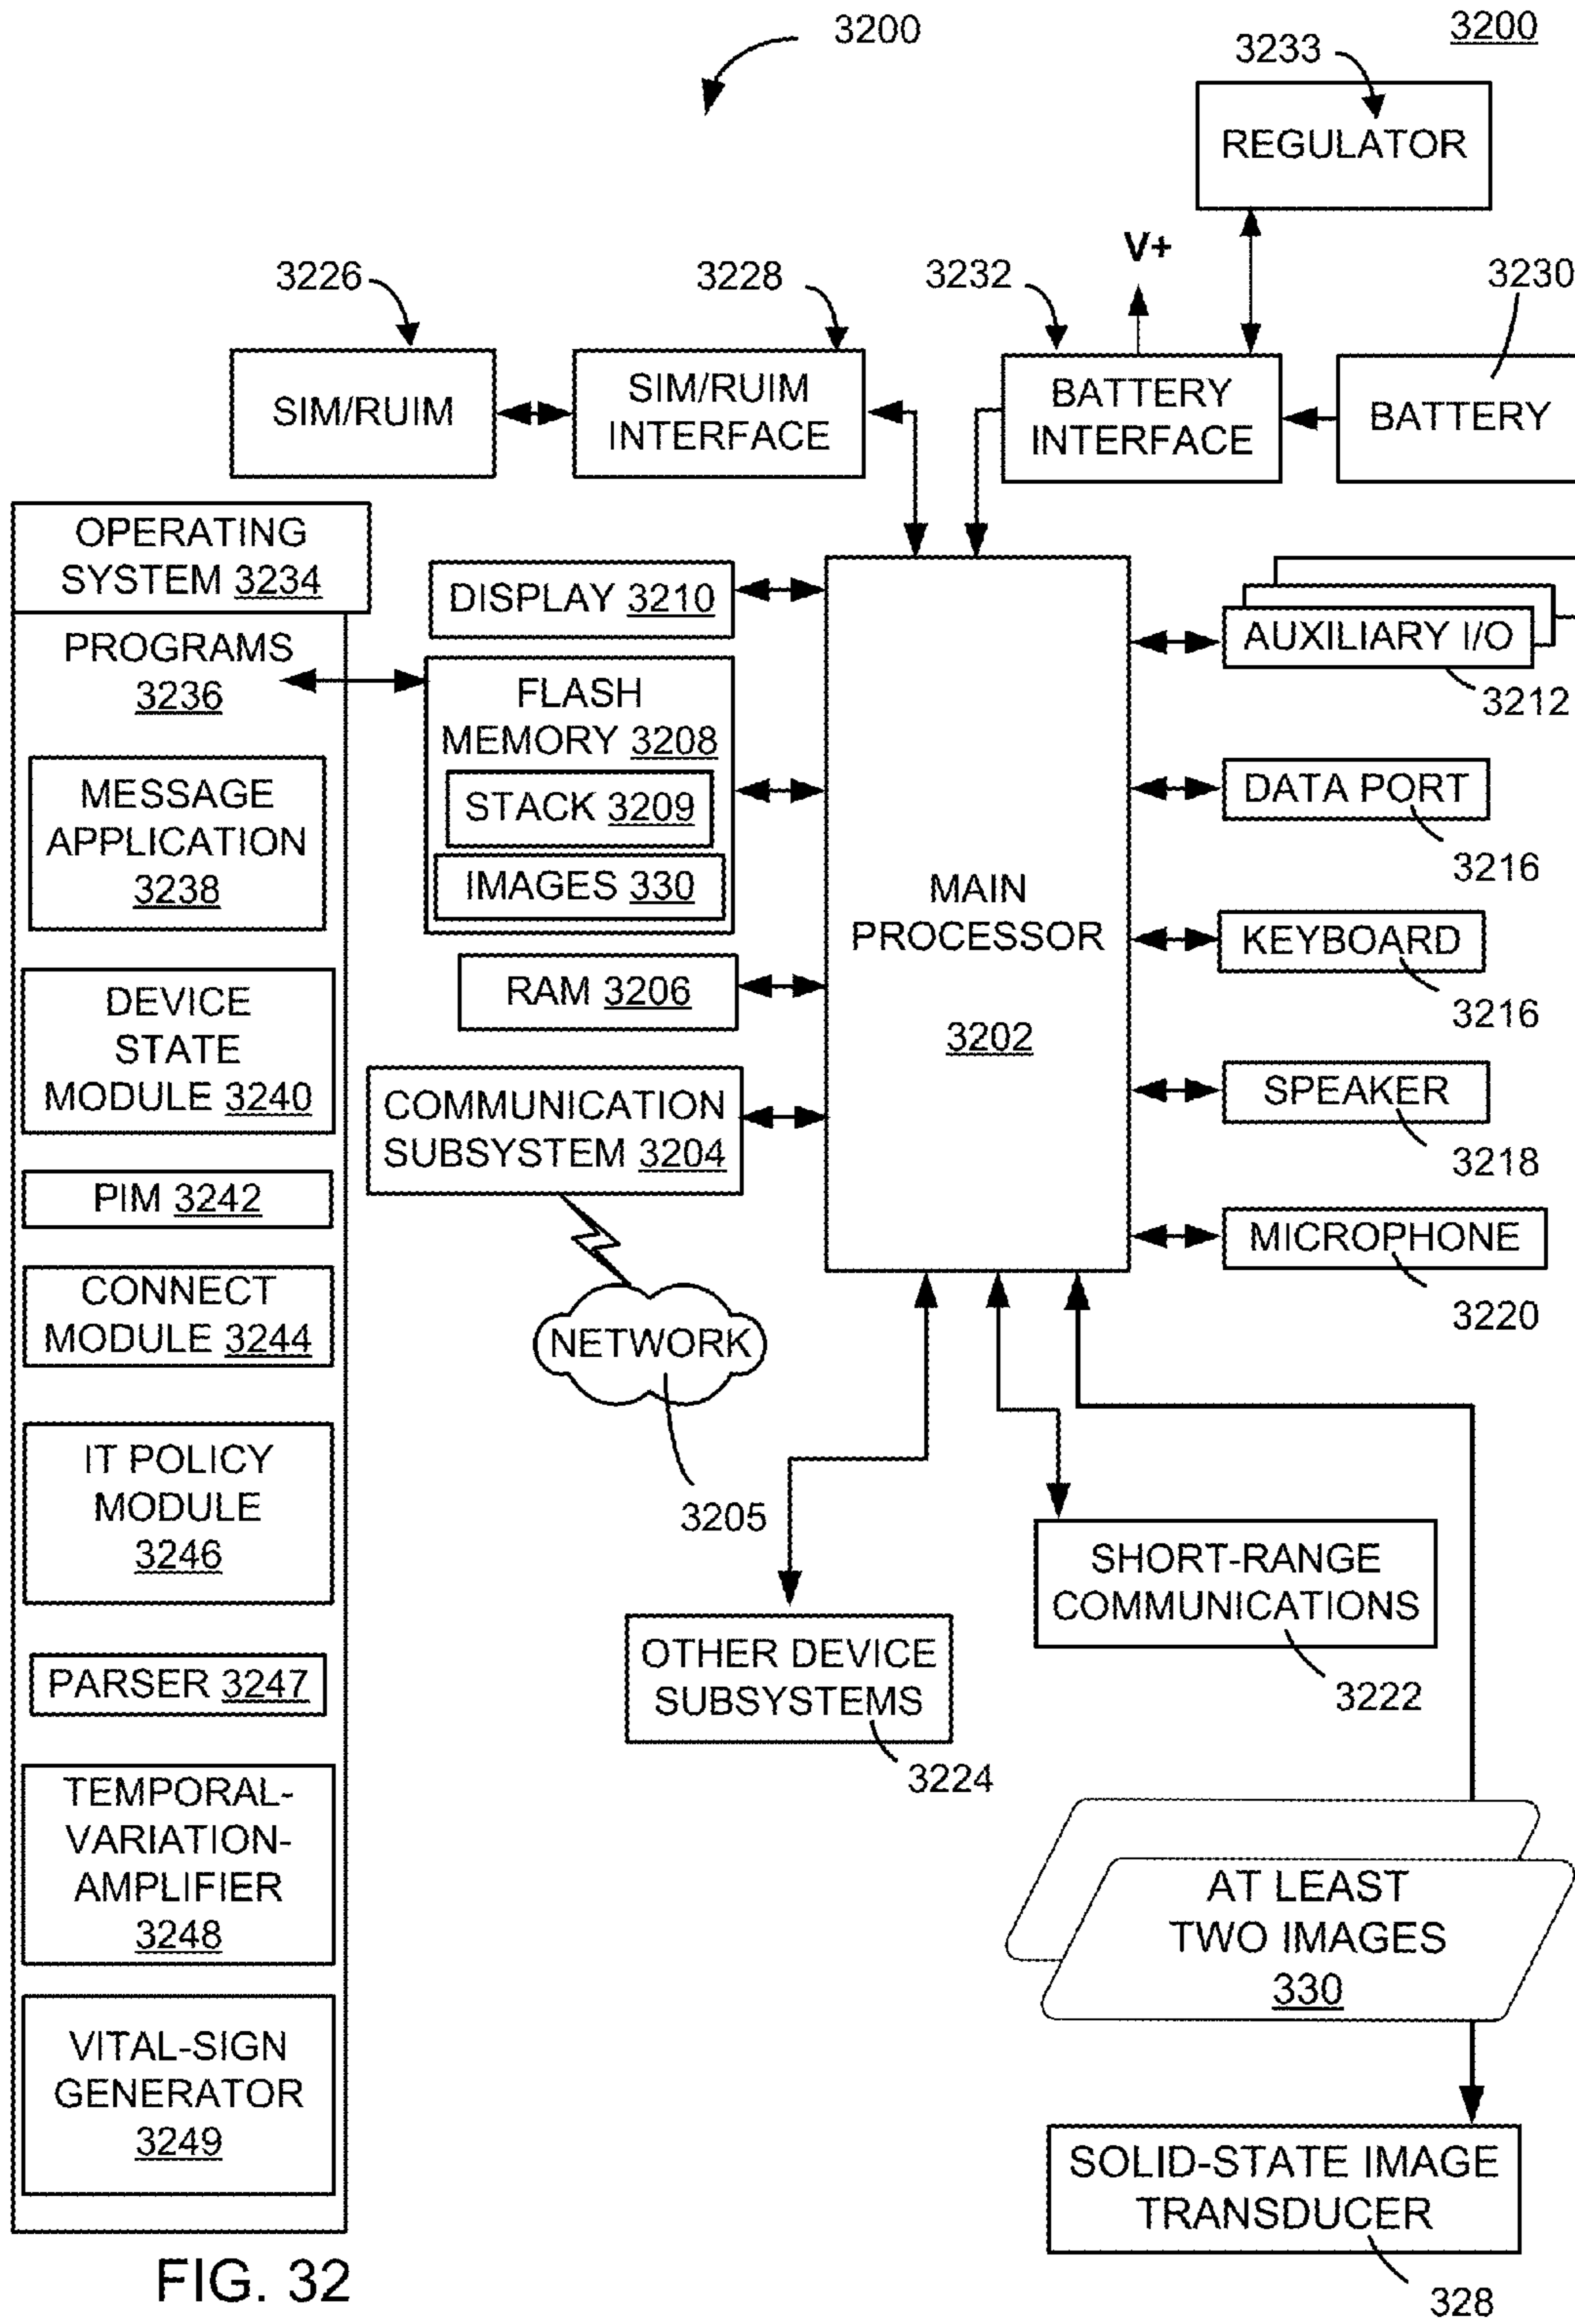 3200
3200
3233
REGULATOR
V+
3226
3228
3232
3230
SIM/RUIM
SIM/RUIM
INTERFACE
BATTERY
INTERFACE
BATTERY
OPERATING
SYSTEM 3234
PROGRAMS
3236
MESSAGE
APPLICATION
3238
DEVICE
STATE
MODULE 3240
PIM 3242
CONNECT
MODULE 3244
IT POLICY
MODULE
3246
PARSER 3247
TEMPORAL-
VARIATION-
AMPLIFIER
3248
VITAL-SIGN
GENERATOR
3249
DISPLAY 3210
FLASH
MEMORY 3208
STACK 3209
IMAGES 330
RAM 3206
COMMUNICATION
SUBSYSTEM 3204
NETWORK
3205
MAIN
PROCESSOR
3202
AUXILIARY I/O
3212
DATA PORT
3216
KEYBOARD
3216
SPEAKER
3218
MICROPHONE
3220
SHORT-RANGE
COMMUNICATIONS
3222
OTHER DEVICE
SUBSYSTEMS
3224
AT LEAST
TWO IMAGES
330
SOLID-STATE IMAGE
TRANSDUCER
328
FIG. 32